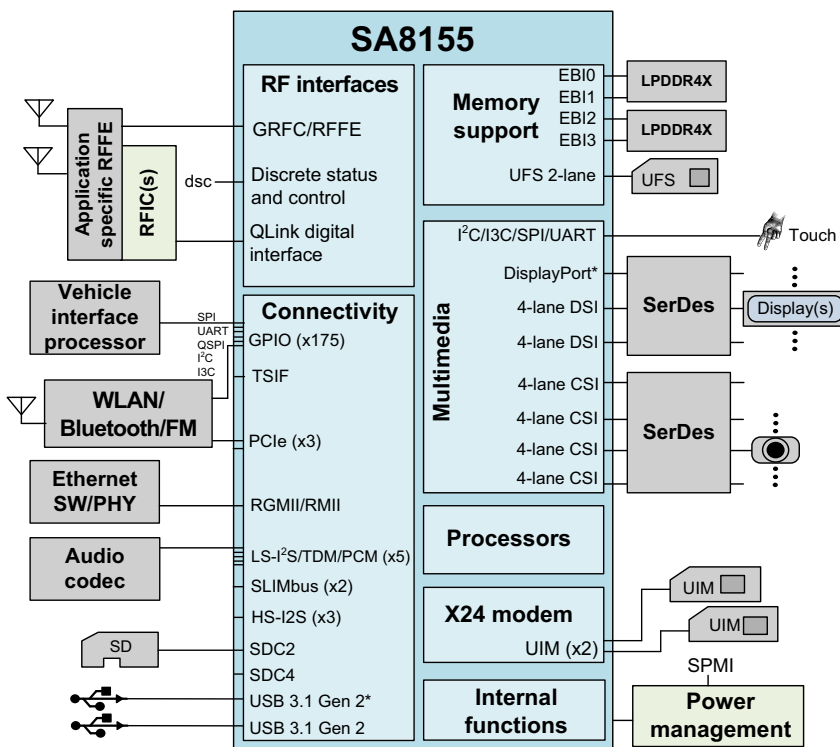 SA8155
RF interfaces
GRFC/RFFE
Discrete status
and control
QLink digital
interface
dsc
Application
specific RFFE
RFIC(s)
Connectivity
GPIO (x175)
TSIF
PCIe (x3)
RGMII/RMII
LS-I²S/TDM/PCM (x5)
SLIMbus (x2)
HS-I2S (x3)
SDC2
SDC4
USB 3.1 Gen 2*
USB 3.1 Gen 2
Vehicle
interface
processor
SPI
UART
QSPI
I²C
I3C
WLAN/
Bluetooth/FM
Ethernet
SW/PHY
Audio
codec
SD
Memory
support
EBI0
EBI1
EBI2
EBI3
UFS 2-lane
LPDDR4X
LPDDR4X
UFS
Multimedia
I²C/I3C/SPI/UART
DisplayPort*
4-lane DSI
4-lane DSI
4-lane CSI
4-lane CSI
4-lane CSI
4-lane CSI
Touch
SerDes
Display(s)
SerDes
Processors
X24 modem
UIM (x2)
UIM
UIM
Internal
functions
SPMI
Power
management